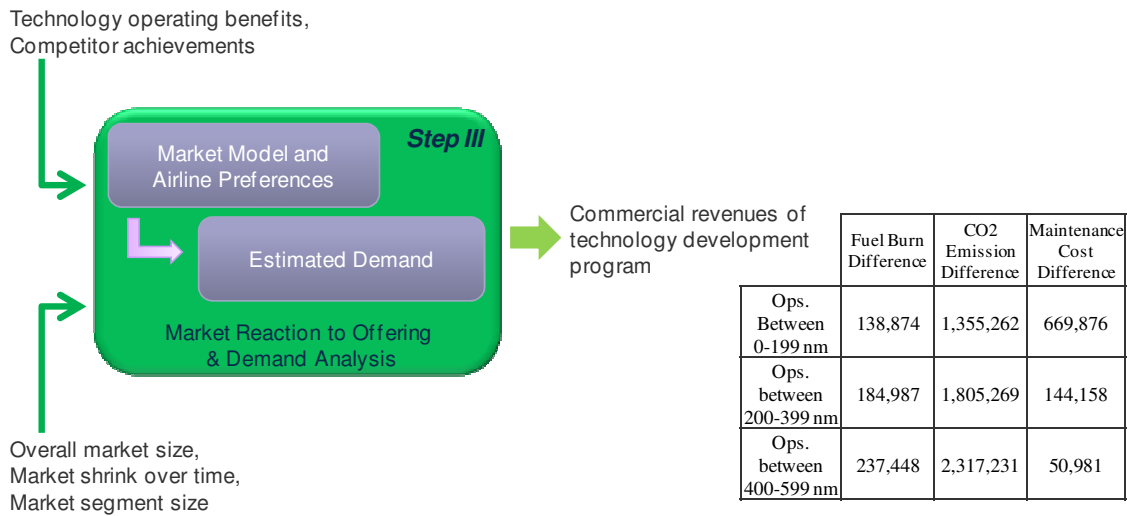 Technology operating benefits,
Competitor achievements
Step III
Market Model and
Airline Preferences
Estimated Demand
Market Reaction to Offering
& Demand Analysis
Overall market size,
Market shrink over time,
Market segment size
Commercial revenues of
technology development
program
Fuel Burn
Difference
CO2
Emission
Difference
Maintenance
Cost
Difference
Ops.
Between
0-199 nm
138,874
1,355,262
669,876
Ops.
between
200-399 nm
184,987
1,805,269
144,158
Ops.
between
400-599 nm
237,448
2,317,231
50,981